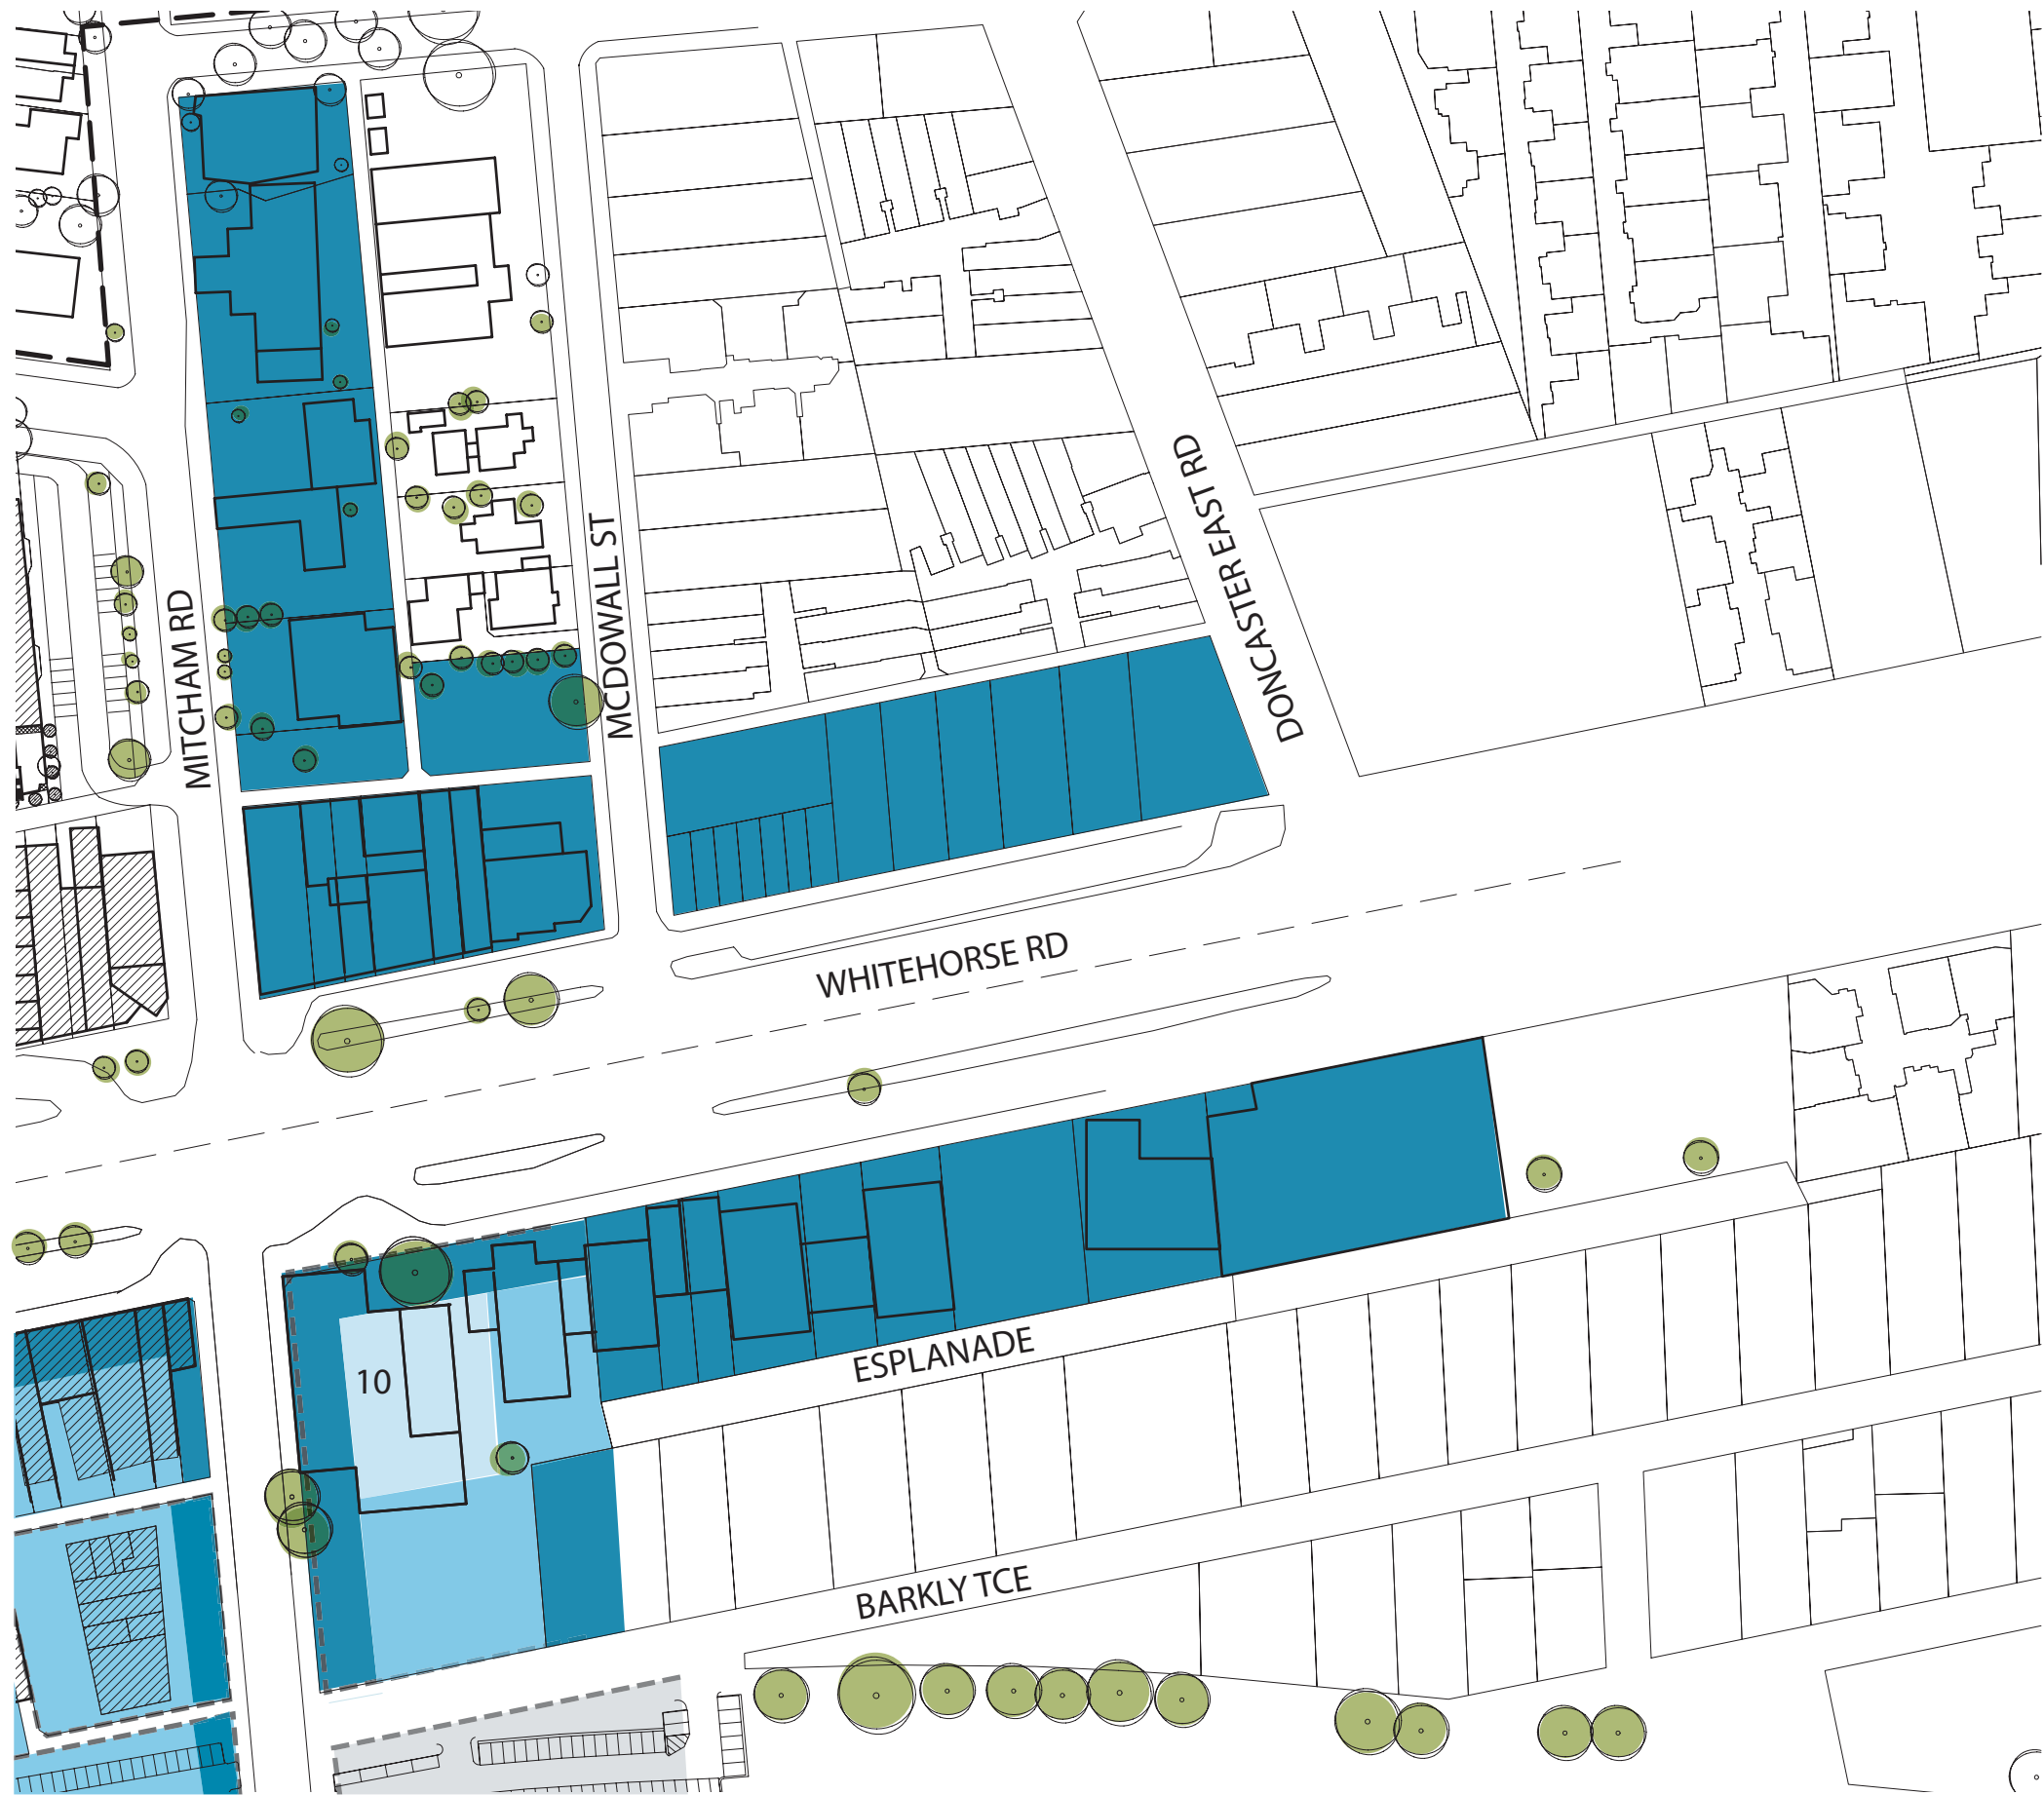 MITCHAM RD
MCDOWALL ST
DONCASTER EAST RD
WHITEHORSE RD
ESPLANADE
10
BARKLY TCE